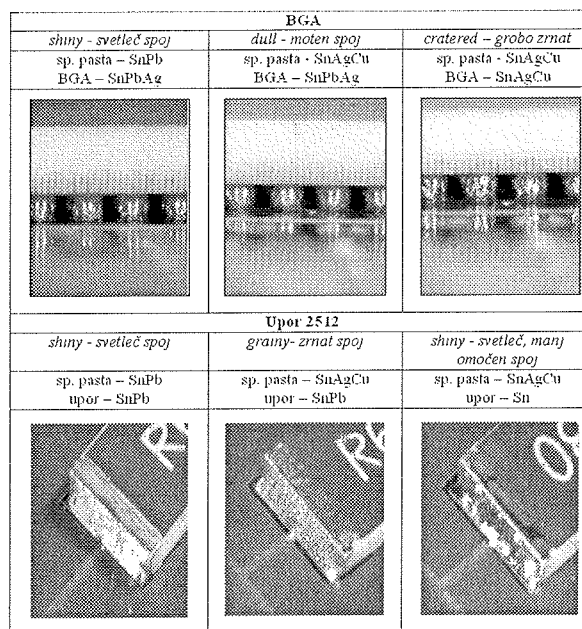 BGA
shiny - svetleč spoj
dull - moten spoj
cratered – grobo zrnat
sp. pasta – SnPb
BGA – SnPbAg
sp. pasta - SnAgCu
BGA – SnPbAg
sp. pasta - SnAgCu
BGA – SnAgCu
Upor 2512
shiny - svetleč spoj
grainy- zrnat spoj
shiny - svetleč, manj
omočen spoj
sp. pasta – SnPb
upor – SnPb
sp. pasta – SnAgCu
upor – SnPb
sp. pasta – SnAgCu
upor – Sn